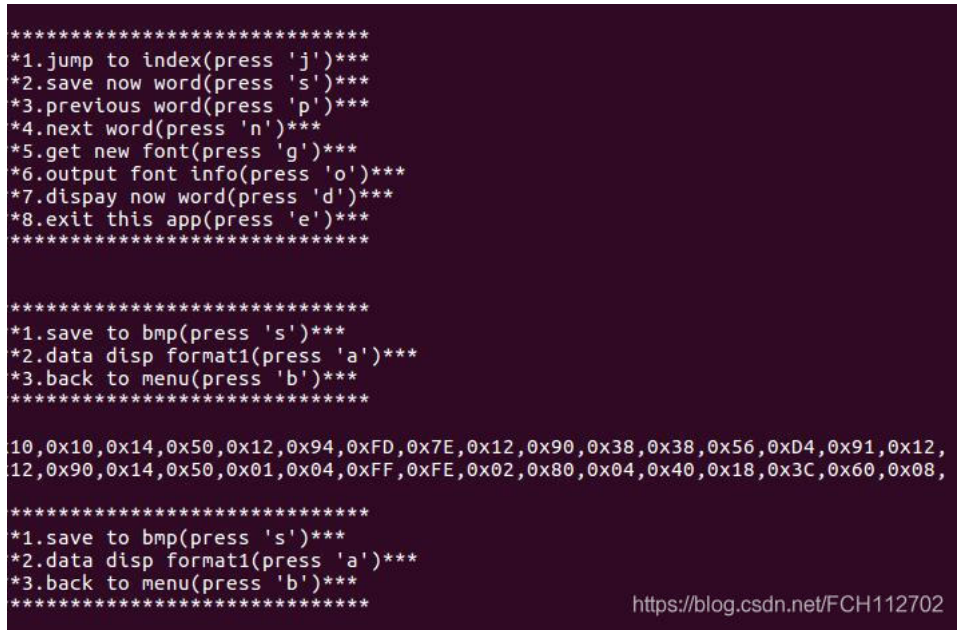 ******************************
*1.jump to index(press 'j')***
*2.save now word(press 's')***
*3.previous word(press 'p')***
*4.next word(press 'n')***
*5.get new font(press 'g')***
*6.output font info(press 'o')***
*7.dispay now word(press 'd')***
*8.exit this app(press 'e')***
******************************
******************************
*1.save to bmp(press 's')***
*2.data disp format1(press 'a')***
*3.back to menu(press 'b')***
******************************
10,0x10,0x14,0x50,0x12,0x94,0xFD,0x7E,0x12,0x90,0x38,0x38,0x56,0xD4,0x91,0x12,
12,0x90,0x14,0x50,0x01,0x04,0xFF,0xFE,0x02,0x80,0x04,0x40,0x18,0x3C,0x60,0x08,
******************************
*1.save to bmp(press 's')***
*2.data disp format1(press 'a')***
*3.back to menu(press 'b')***
******************************
https://blog.csdn.net/FCH112702